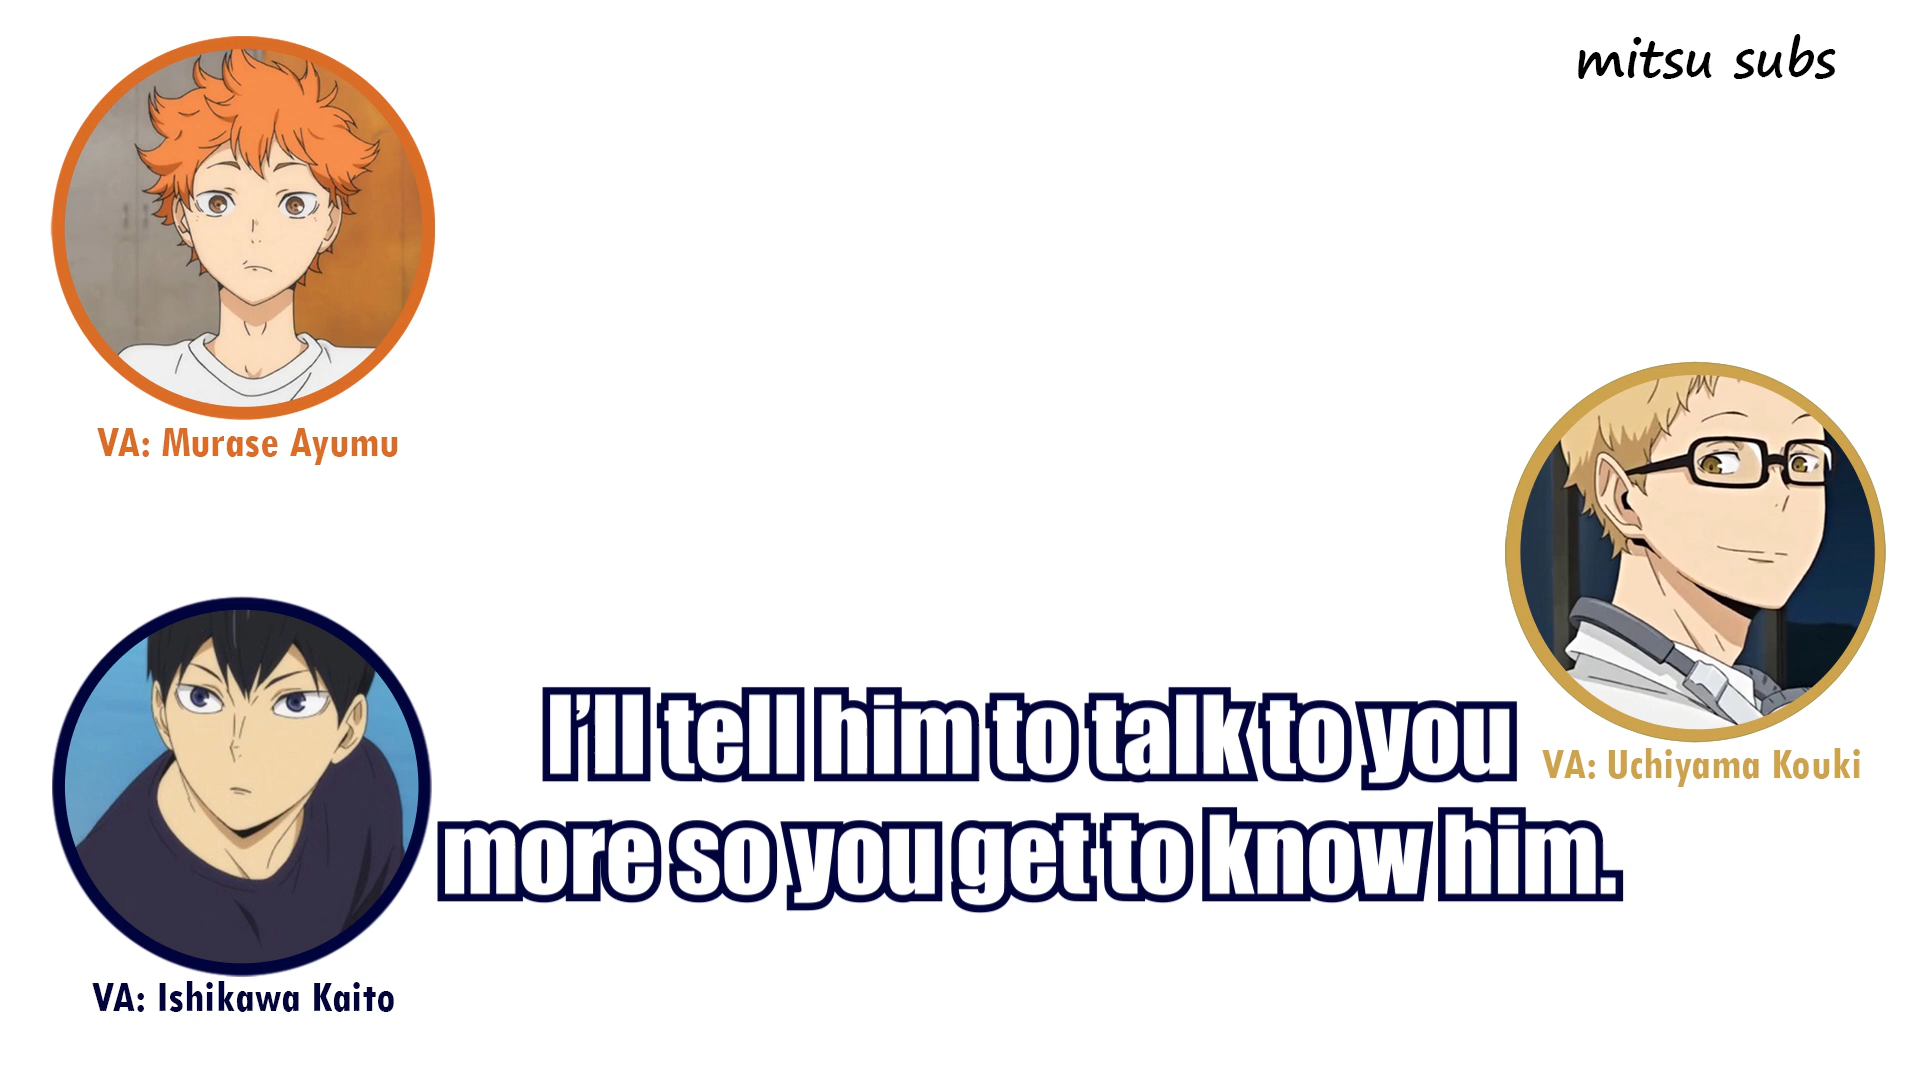 mitsu subs
VA: Murase Ayumu
VA: Uchiyama Kouki
I'll tell him to talk to you
more so you get to know him.
VA: Ishikawa Kaito